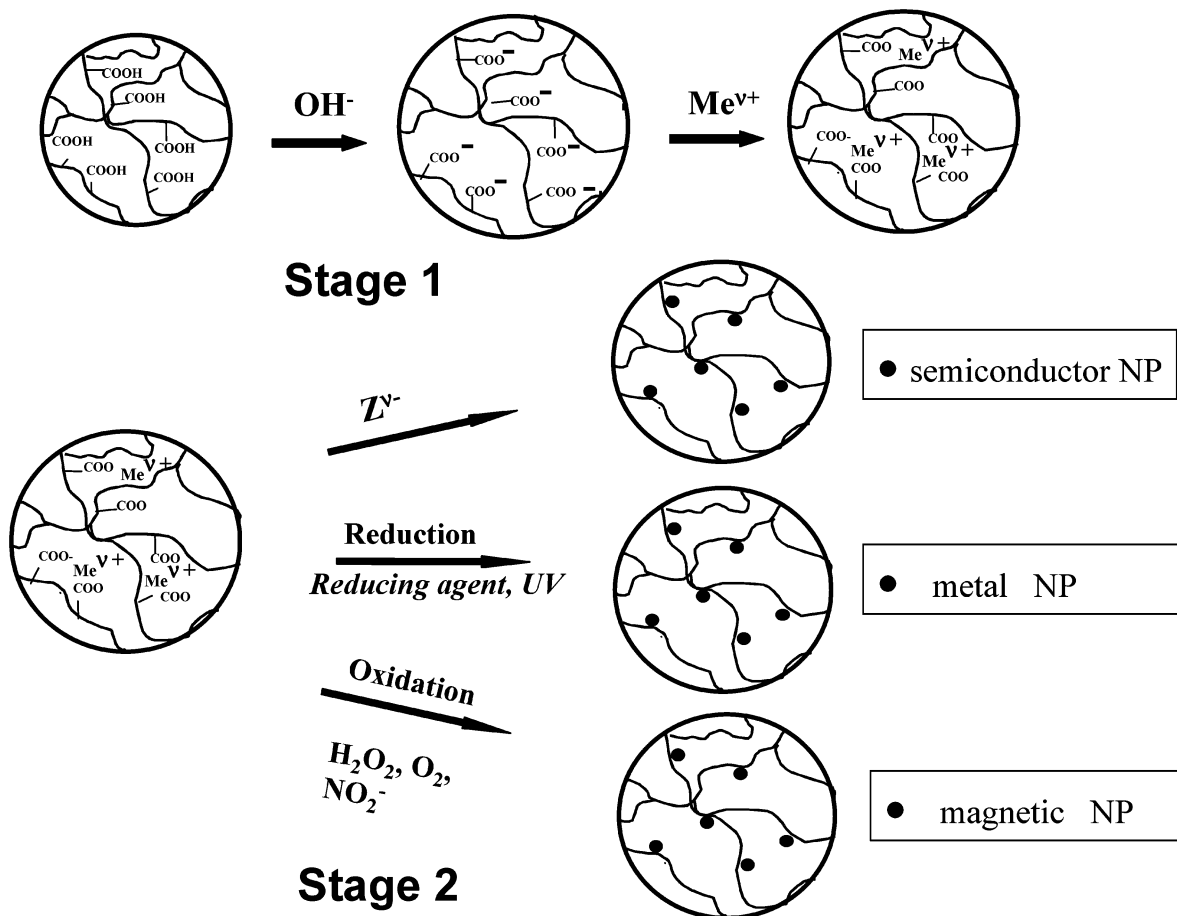 COOH
COOH
COOH
COOH
COOH
COOH
OH-
COO-
COO-
COO-
COO-
COO-
COO-
Meν+
COO
Meν+
COO
COO-
Meν+
COO
COO
Meν+
COO
Stage 1
Zν-
semiconductor NP
COO
Meν+
COO
COO-
Meν+
COO
COO
Meν+
COO
Reduction
Reducing agent, UV
metal NP
Oxidation
H2O2, O2,
NO2-
magnetic NP
Stage 2